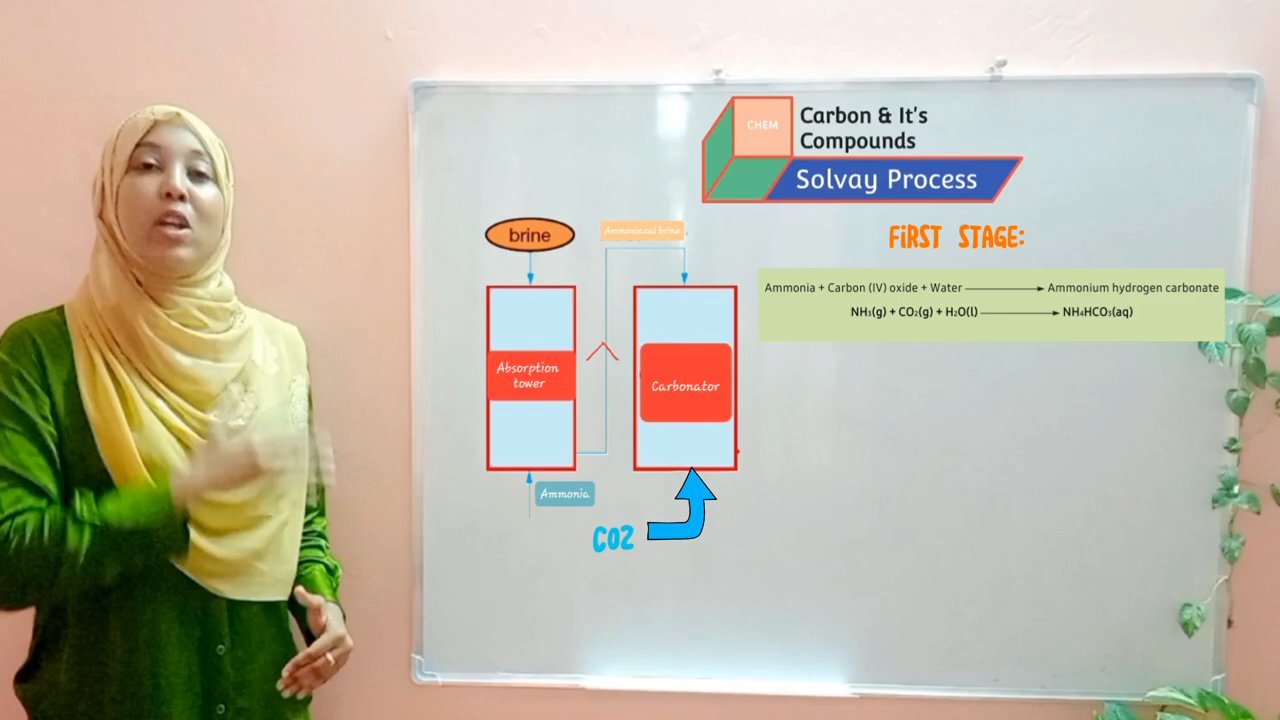 CHEM
Carbon & It's
Compounds
Solvay Process
brine
Ammoniacal brine
Absorption
tower
Carbonator
Ammonia
CO2
FIRST STAGE:
Ammonia + Carbon (IV) oxide + Water ⟶ Ammonium hydrogen carbonate
NH₃(g) + CO₂(g) + H₂O(l) ⟶ NH₄HCO₃(aq)